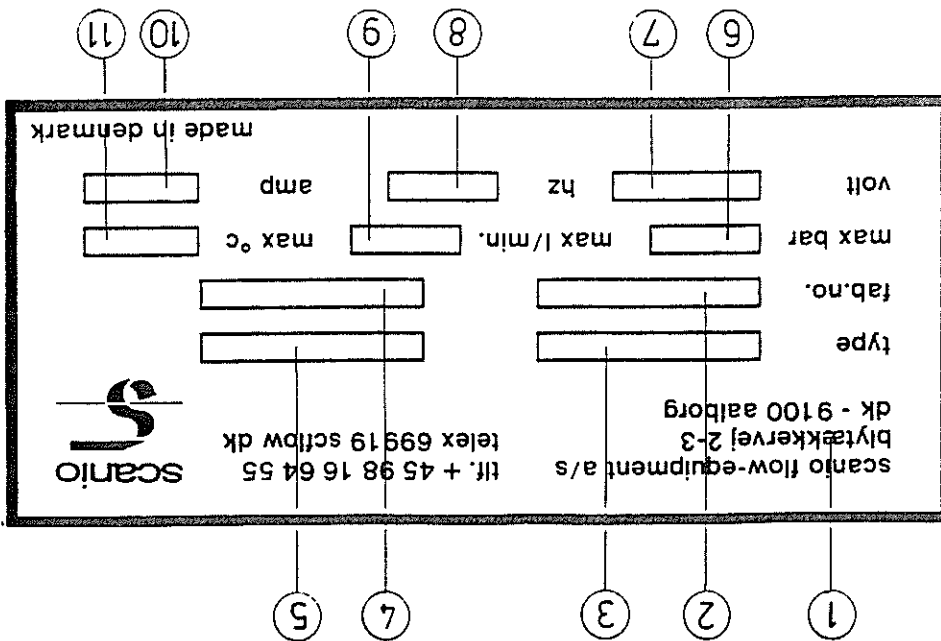 1 2 3 4 5
scanio flow-equipment a/s tlf. + 45 98 16 64 55 scanio
blytækkervej 2-3 telex 69919 scflow dk
dk - 9100 aalborg
type
fab.no.
max bar max l/min. max °c
volt hz amp
made in denmark
6 7 8 9 10 11